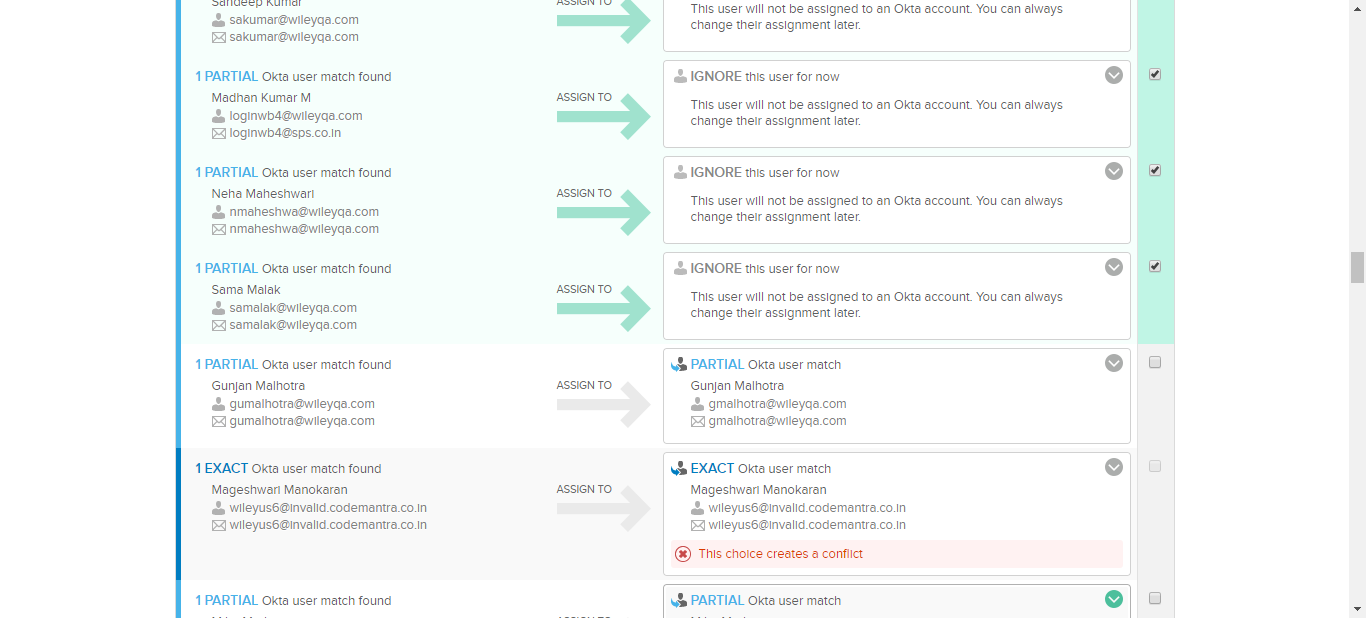 Sandeep Kumar
sakumar@wileyqa.com
sakumar@wileyqa.com
ASSIGN TO
This user will not be assigned to an Okta account. You can always
change their assignment later.
1 PARTIAL Okta user match found
Madhan Kumar M
loginwb4@wileyqa.com
loginwb4@sps.co.in
ASSIGN TO
IGNORE this user for now
This user will not be assigned to an Okta account. You can always
change their assignment later.
1 PARTIAL Okta user match found
Neha Maheshwari
nmaheshwa@wileyqa.com
nmaheshwa@wileyqa.com
ASSIGN TO
IGNORE this user for now
This user will not be assigned to an Okta account. You can always
change their assignment later.
1 PARTIAL Okta user match found
Sama Malak
samalak@wileyqa.com
samalak@wileyqa.com
ASSIGN TO
IGNORE this user for now
This user will not be assigned to an Okta account. You can always
change their assignment later.
1 PARTIAL Okta user match found
Gunjan Malhotra
gumalhotra@wileyqa.com
gumalhotra@wileyqa.com
ASSIGN TO
PARTIAL Okta user match
Gunjan Malhotra
gmalhotra@wileyqa.com
gmalhotra@wileyqa.com
1 EXACT Okta user match found
Mageshwari Manokaran
wileyus6@invalid.codemantra.co.in
wileyus6@invalid.codemantra.co.in
ASSIGN TO
EXACT Okta user match
Mageshwari Manokaran
wileyus6@invalid.codemantra.co.in
wileyus6@invalid.codemantra.co.in
This choice creates a conflict
1 PARTIAL Okta user match found
ASSIGN TO
PARTIAL Okta user match